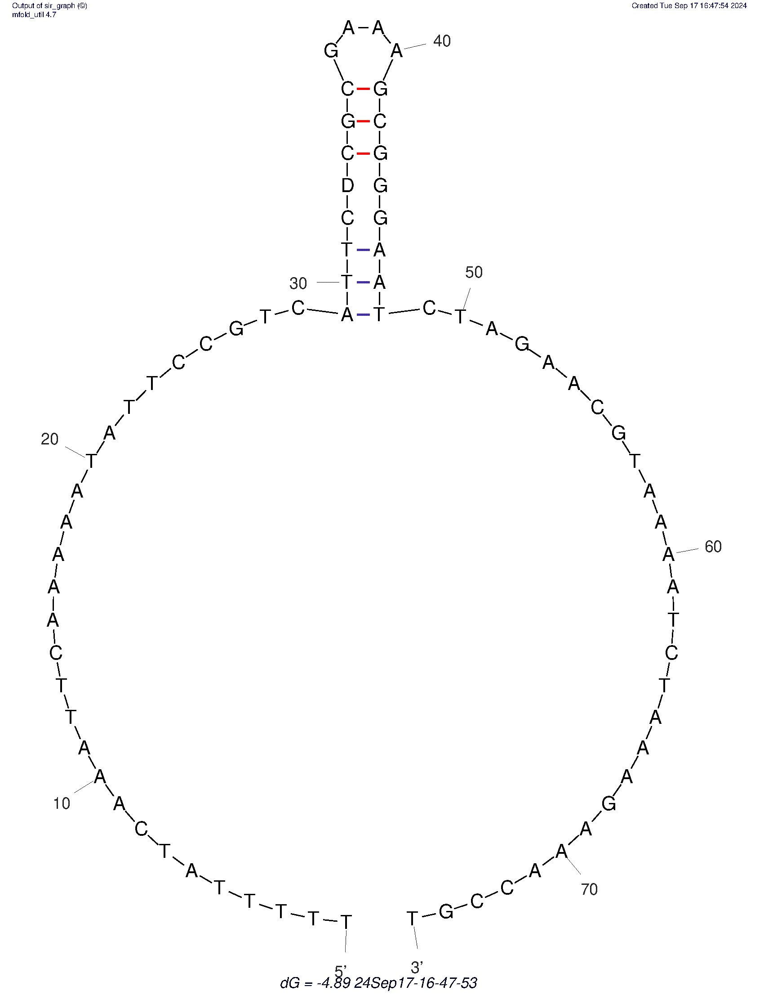 Output of sir_graph (©)
mfold_util 4.7
Created Tue Sep 17 16:47:54 2024
5’
T T T T T A T C A A
10
A T T C A A A A A T
20
A T T C C G T C A T
30
T C D C G C G A A A
40
G C G G G A A T C T
50
A G A A C G T A A A
60
A T C T A A A G A A
70
A C C G T
3’
dG = -4.89 24Sep17-16-47-53